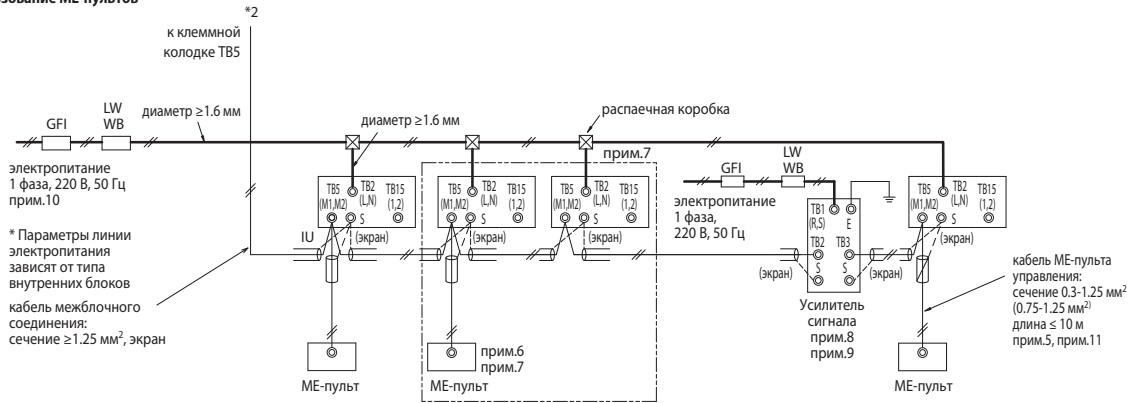 зование ME-пультов
*2
к клеммной
колодке TB5
GFI
LW
WB
диаметр ≥1.6 мм
диаметр ≥1.6 мм
распаечная коробка
прим.7
электропитание
1 фаза, 220 В, 50 Гц
прим.10
* Параметры линии
электропитания
зависят от типа
внутренних блоков
кабель межблочного
соединения:
сечение ≥1.25 мм², экран
IU
TB5
(M1,M2)
TB2
(L,N)
TB15
(1,2)
S
(экран)
ME-пульт
TB5
(M1,M2)
TB2
(L,N)
TB15
(1,2)
S
(экран)
прим.6
прим.7
ME-пульт
TB5
(M1,M2)
TB2
(L,N)
TB15
(1,2)
S
(экран)
GFI
LW
WB
электропитание
1 фаза,
220 В, 50 Гц
TB1
(R,S)
E
TB2
TB3
S
S
(экран)
(экран)
Усилитель
сигнала
прим.8
прим.9
TB5
(M1,M2)
TB2
(L,N)
TB15
(1,2)
S
(экран)
кабель ME-пульта
управления:
сечение 0.3-1.25 мм²
(0.75-1.25 мм²)
длина ≤ 10 м
прим.5, прим.11
ME-пульт